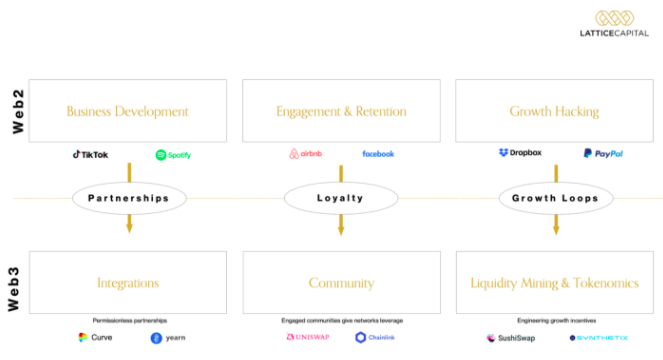 LATTICECAPITAL
Web2
Business Development
Engagement & Retention
Growth Hacking
TikTok
Spotify
airbnb
facebook
Dropbox
PayPal
Partnerships
Loyalty
Growth Loops
Web3
Integrations
Community
Liquidity Mining & Tokenomics
Permissionless partnerships
Engaged communities give networks leverage
Engineering growth incentives
Curve
yearn
UNISWAP
Chainlink
SushiSwap
SYNTHETIX